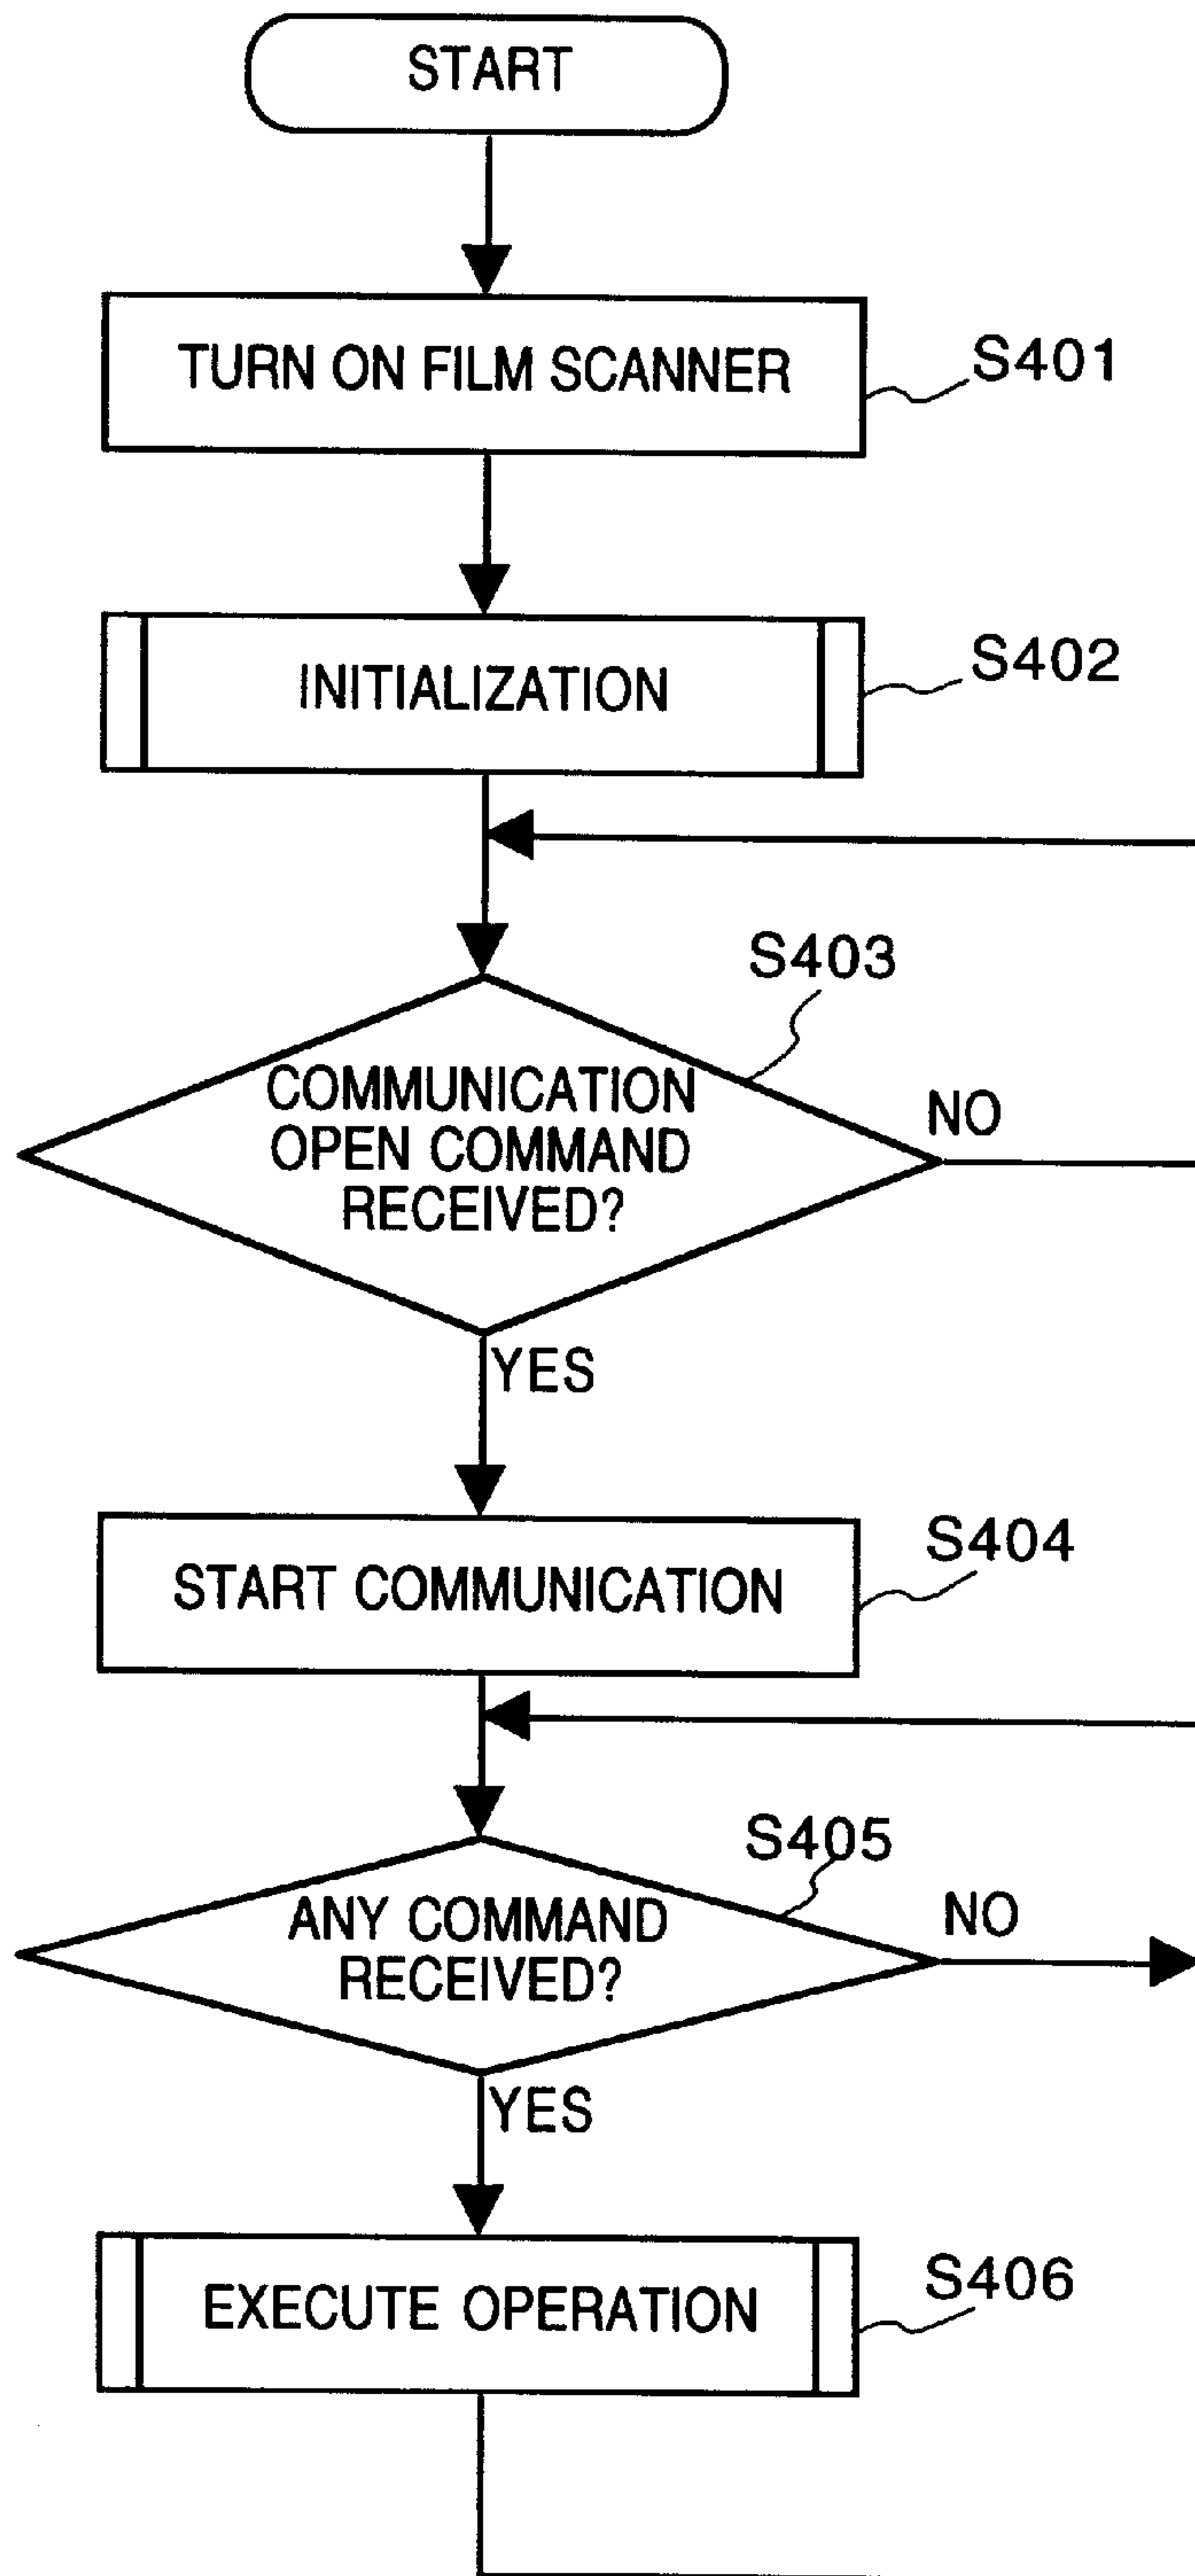 START
TURN ON FILM SCANNER
S401
INITIALIZATION
S402
S403
COMMUNICATION
OPEN COMMAND
RECEIVED?
NO
YES
START COMMUNICATION
S404
S405
ANY COMMAND
RECEIVED?
NO
YES
EXECUTE OPERATION
S406